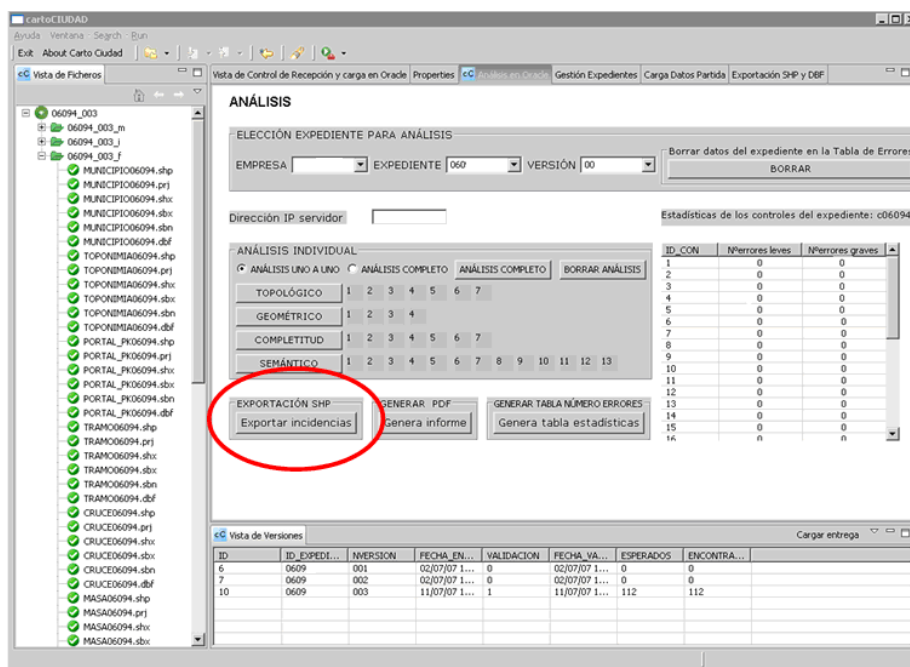 cartoCIUDAD
Ayuda Ventana Search Run
Exit About Carto Ciudad
Vista de Ficheros
06094_003
06094_003_m
06094_003_i
06094_003_f
MUNICIPIO06094.shp
MUNICIPIO06094.prj
MUNICIPIO06094.shx
MUNICIPIO06094.sbx
MUNICIPIO06094.sbn
MUNICIPIO06094.dbf
TOPONIMIA06094.shp
TOPONIMIA06094.prj
TOPONIMIA06094.shx
TOPONIMIA06094.sbx
TOPONIMIA06094.sbn
TOPONIMIA06094.dbf
PORTAL_PK06094.shp
PORTAL_PK06094.prj
PORTAL_PK06094.shx
PORTAL_PK06094.sbx
PORTAL_PK06094.sbn
PORTAL_PK06094.dbf
TRAMO06094.shp
TRAMO06094.prj
TRAMO06094.shx
TRAMO06094.sbx
TRAMO06094.sbn
TRAMO06094.dbf
CRUCE06094.shp
CRUCE06094.prj
CRUCE06094.shx
CRUCE06094.sbx
CRUCE06094.sbn
CRUCE06094.dbf
MASA06094.shp
MASA06094.prj
MASA06094.shx
MASA06094.sbx
Vista de Control de Recepción y carga en Oracle Properties cC Análisis en Oracle Gestión Expedientes Carga Datos Partida Exportación SHP y DBF
ANÁLISIS
ELECCIÓN EXPEDIENTE PARA ANÁLISIS
EMPRESA EXPEDIENTE 060 VERSIÓN 00
Borrar datos del expediente en la Tabla de Errores
BORRAR
Dirección IP servidor
Estadísticas de los controles del expediente: c06094
ANÁLISIS INDIVIDUAL
ANÁLISIS UNO A UNO ANÁLISIS COMPLETO ANÁLISIS COMPLETO BORRAR ANÁLISIS
TOPOLÓGICO 1 2 3 4 5 6 7
GEOMÉTRICO 1 2 3 4
COMPLETITUD 1 2 3 4 5 6 7
SEMÁNTICO 1 2 3 4 5 6 7 8 9 10 11 12 13
ID_CON Nºerrores leves Nºerrores graves
1 0 0
2 0 0
3 0 0
4 0 0
5 0 0
6 0 0
7 0 0
8 0 0
9 0 0
10 0 0
11 0 0
12 0 0
13 0 0
14 0 0
15 0 0
16 0 0
EXPORTACIÓN SHP
Exportar incidencias
GENERAR PDF
Genera informe
GENERAR TABLA NÚMERO ERRORES
Genera tabla estadísticas
cC Vista de Versiones
Cargar entrega
ID ID_EXPEDI... NVERSION FECHA_EN... VALIDACION FECHA_VA... ESPERADOS ENCONTRA...
6 0609 001 02/07/07 1... 0 02/07/07 1... 0 0
7 0609 002 02/07/07 1... 0 02/07/07 1... 0 0
10 0609 003 11/07/07 1... 1 11/07/07 1... 112 112